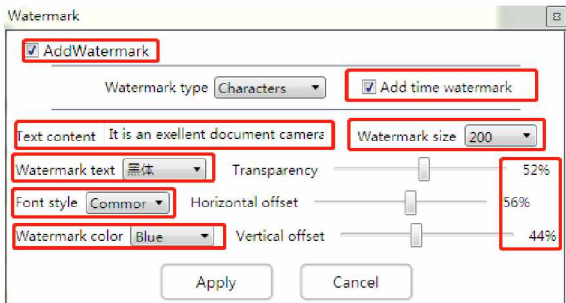 Watermark
AddWatermark
Watermark type Characters Add time watermark
Text content It is an exellent document camera Watermark size 200
Watermark text 黑体 Transparency 52%
Font style Commor Horizontal offset 56%
Watermark color Blue Vertical offset 44%
Apply Cancel